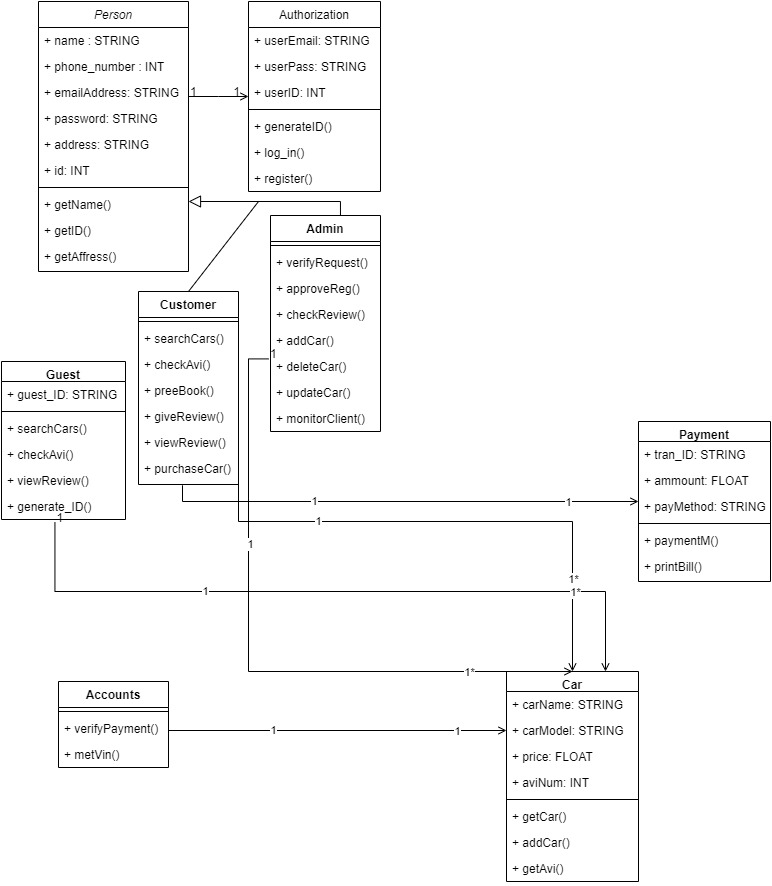 Person
+ name : STRING
+ phone_number : INT
+ emailAddress: STRING
+ password: STRING
+ address: STRING
+ id: INT
+ getName()
+ getID()
+ getAffress()
1
1
Authorization
+ userEmail: STRING
+ userPass: STRING
+ userID: INT
+ generateID()
+ log_in()
+ register()
Admin
+ verifyRequest()
+ approveReg()
+ checkReview()
+ addCar()
+ deleteCar()
+ updateCar()
+ monitorClient()
1
Customer
+ searchCars()
+ checkAvi()
+ preeBook()
+ giveReview()
+ viewReview()
+ purchaseCar()
Guest
+ guest_ID: STRING
+ searchCars()
+ checkAvi()
+ viewReview()
+ generate_ID()
1
Payment
+ tran_ID: STRING
+ ammount: FLOAT
+ payMethod: STRING
+ paymentM()
+ printBill()
1
1
1
1
1*
1
1*
1*
Accounts
+ verifyPayment()
+ metVin()
1
1
Car
+ carName: STRING
+ carModel: STRING
+ price: FLOAT
+ aviNum: INT
+ getCar()
+ addCar()
+ getAvi()